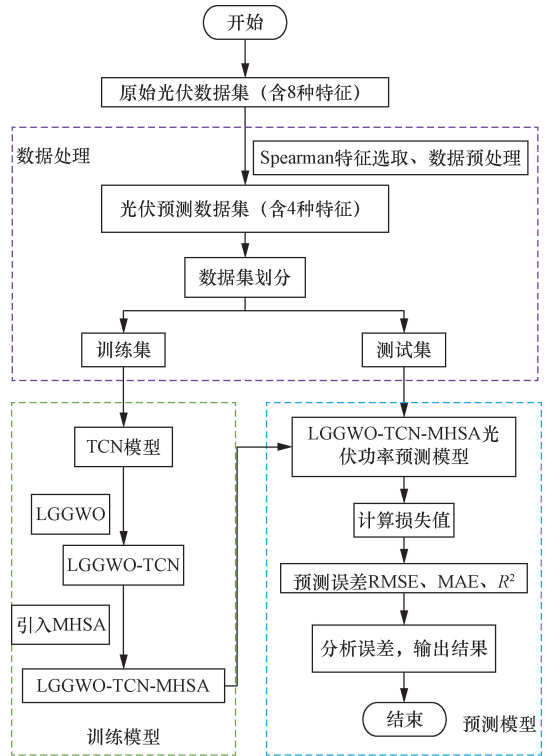 开始
原始光伏数据集（含8种特征）
数据处理
Spearman特征选取、数据预处理
光伏预测数据集（含4种特征）
数据集划分
训练集
测试集
TCN模型
LGGWO
LGGWO-TCN
引入MHSA
LGGWO-TCN-MHSA
训练模型
LGGWO-TCN-MHSA光
伏功率预测模型
计算损失值
预测误差RMSE、MAE、R²
分析误差，输出结果
结束
预测模型